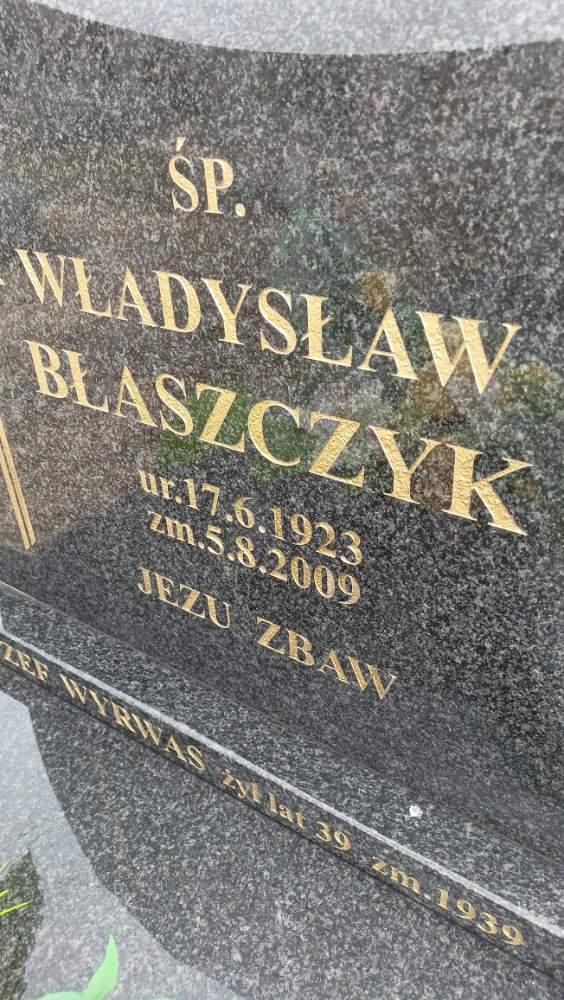 ŚP.
WŁADYSŁAW
BŁASZCZYK
ur.17.6.1923
zm.5.8.2009
JEZU ZBAW
ZEF WYRWAS żył lat 39 zm.1939